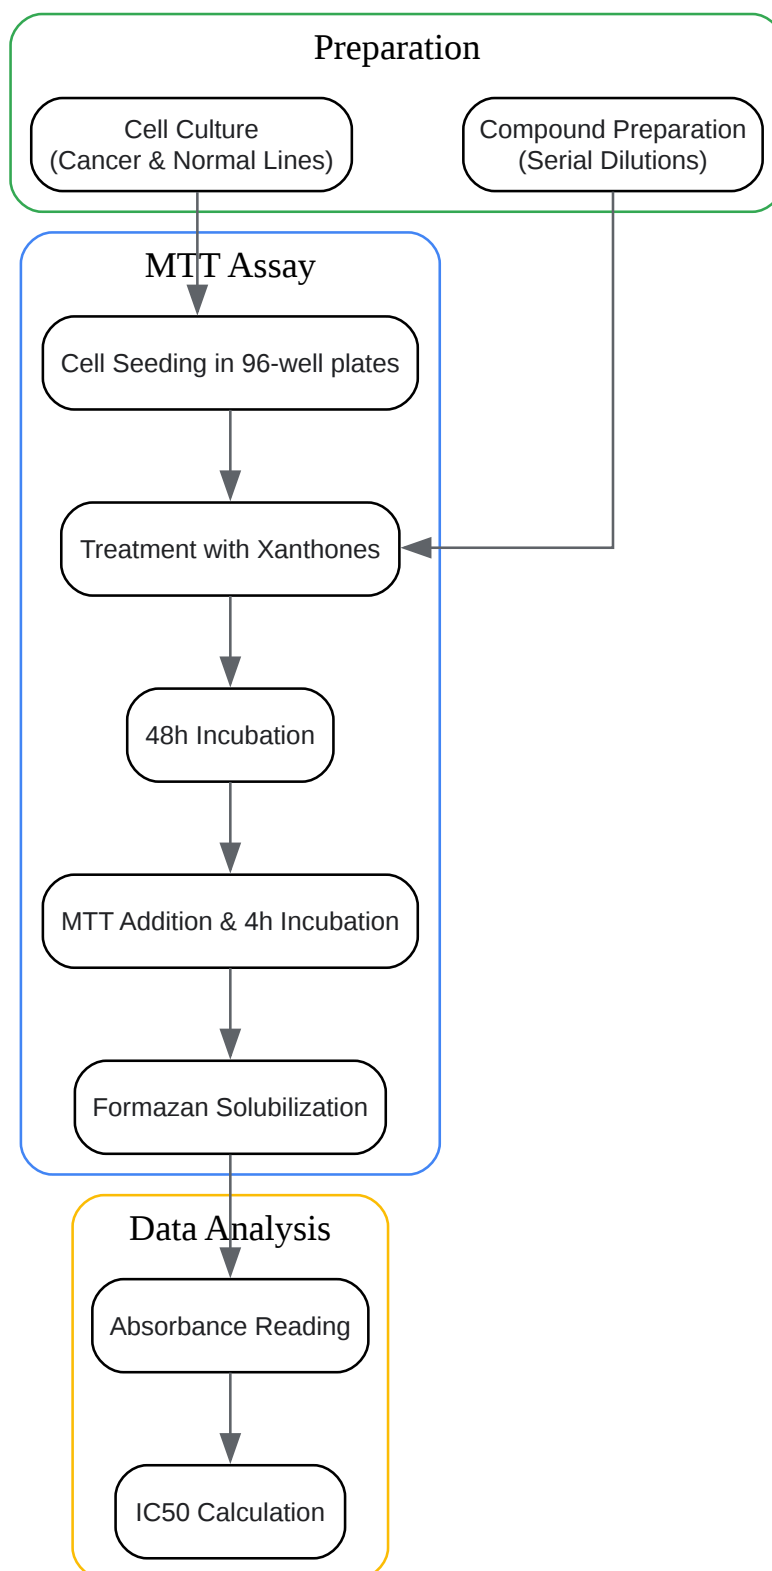 Preparation
Cell Culture
(Cancer & Normal Lines)
Compound Preparation
(Serial Dilutions)
MTT Assay
Cell Seeding in 96-well plates
Treatment with Xanthones
48h Incubation
MTT Addition & 4h Incubation
Formazan Solubilization
Data Analysis
Absorbance Reading
IC50 Calculation